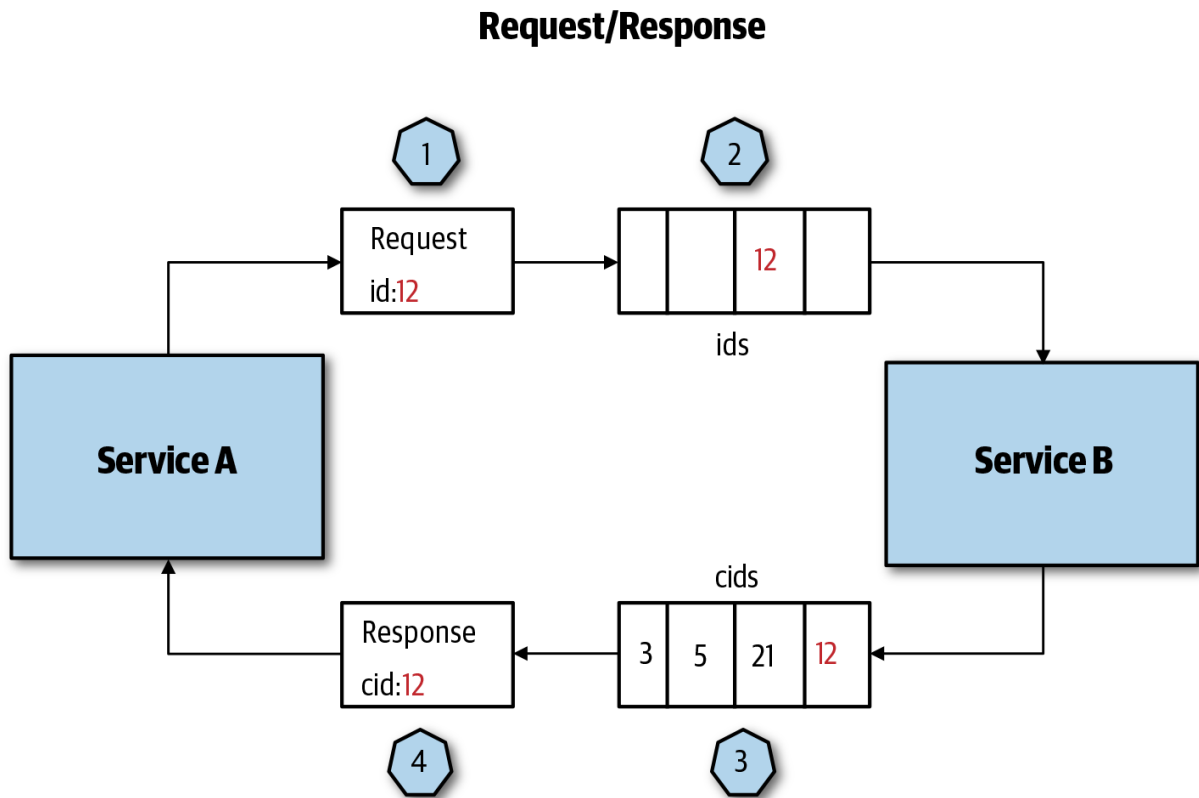 Request/Response
1
2
Request
id:12
12
ids
Service A
Service B
cids
Response
cid:12
3 5 21 12
4
3